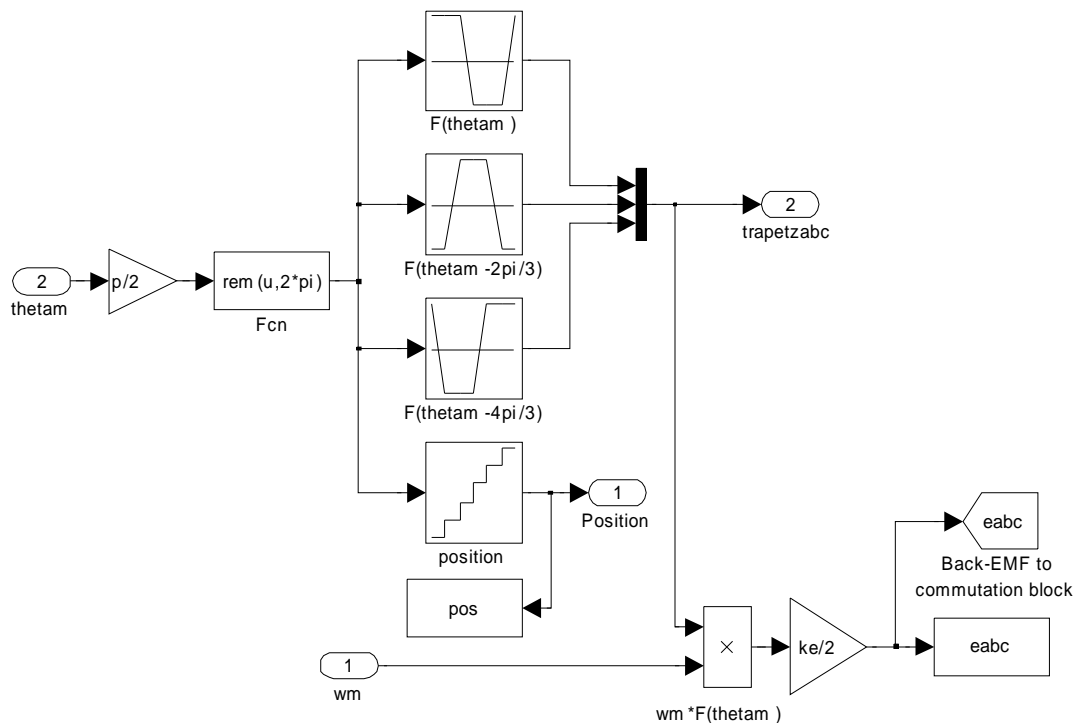 F(thetam )
F(thetam -2pi/3)
2
trapetzabc
2
thetam
p/2
rem (u,2*pi)
Fcn
F(thetam -4pi/3)
position
1
Position
pos
eabc
Back-EMF to
commutation block
1
wm
×
wm *F(thetam )
ke/2
eabc